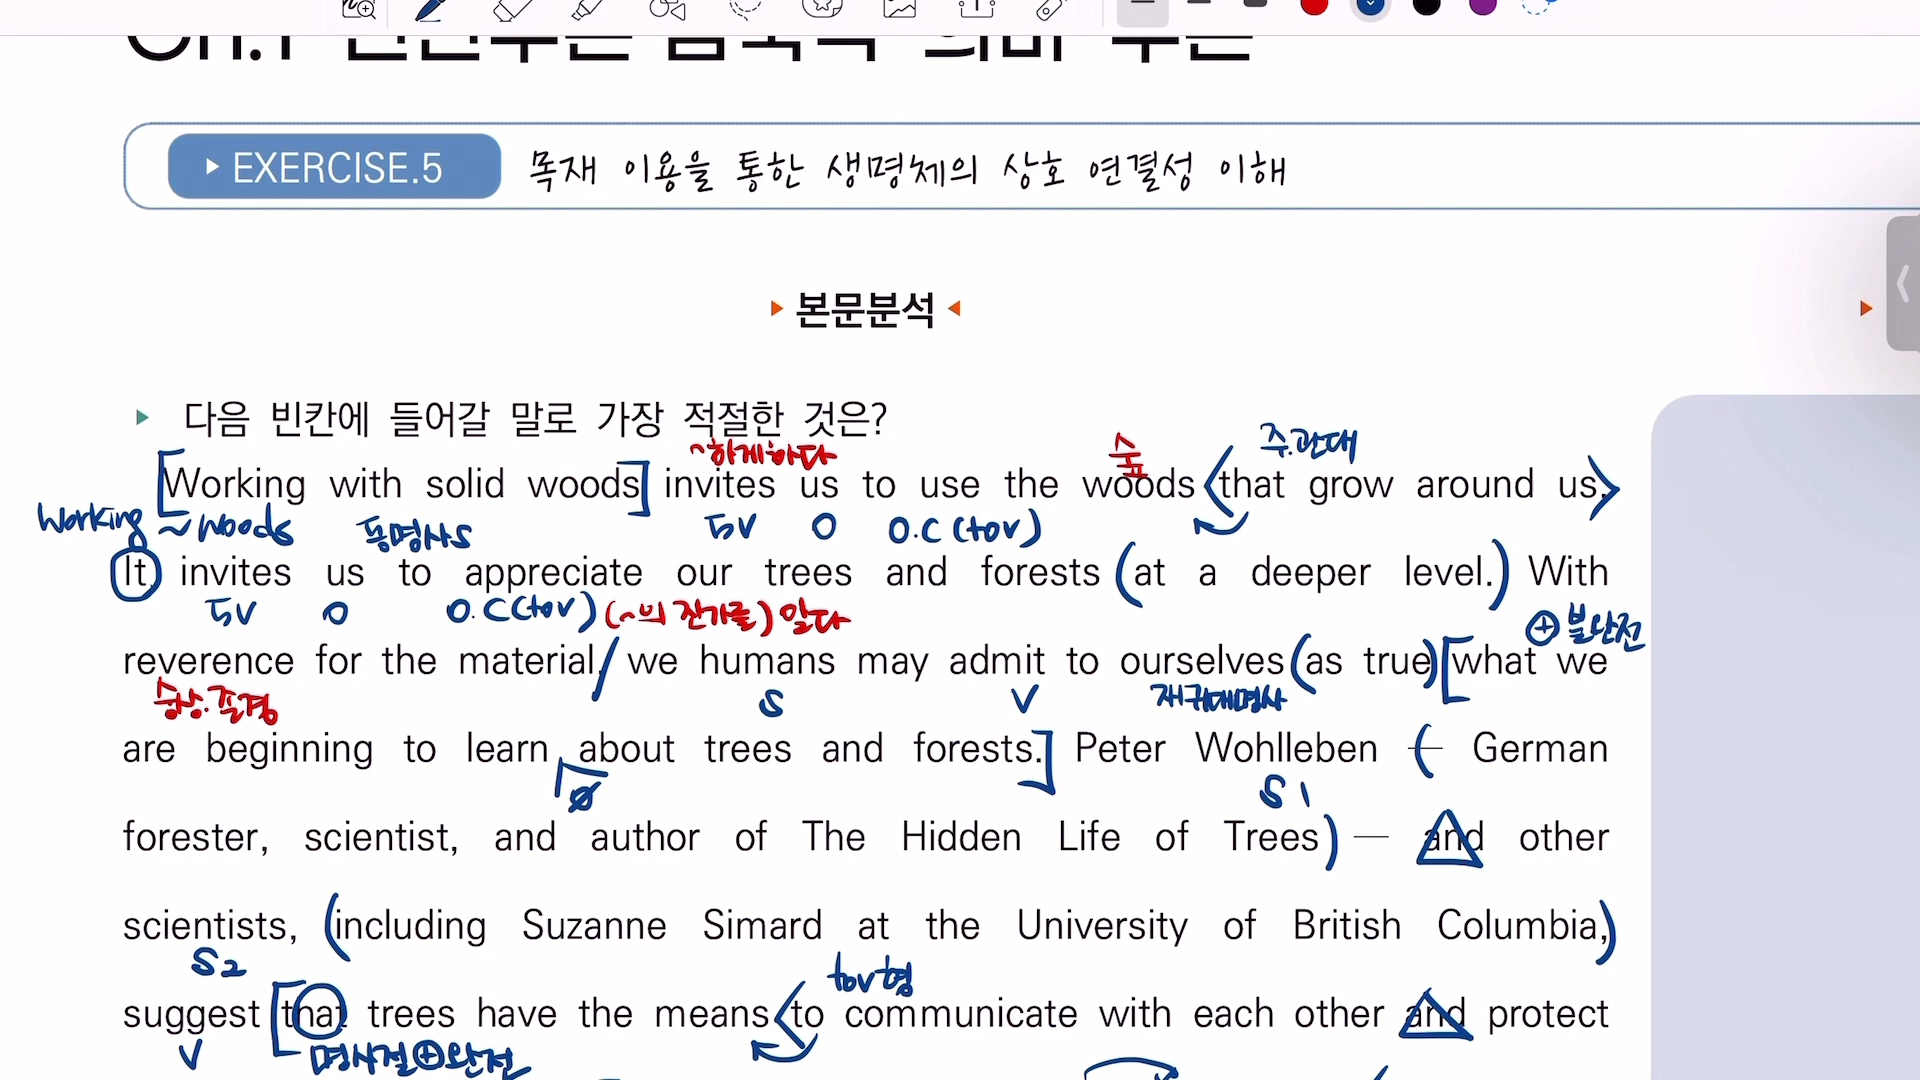 EXERCISE.5 목재 이용을 통한 생명체의 상호 연결성 이해
본문분석
다음 빈칸에 들어갈 말로 가장 적절한 것은?
~하게하다 숲 주.관대
Working with solid woods invites us to use the woods that grow around us.
Working ~ woods 동명사S 5V O O.C (toV)
It invites us to appreciate our trees and forests at a deeper level. With
5V O O.C (toV) (~의 진가를) 알다 + 불완전
reverence for the material, we humans may admit to ourselves as true what we
숭상.존경 S V 재귀대명사
are beginning to learn about trees and forests. Peter Wohlleben — German
S1
forester, scientist, and author of The Hidden Life of Trees — and other
scientists, including Suzanne Simard at the University of British Columbia,
S2 toV형
suggest that trees have the means to communicate with each other and protect
V 명사절+완전